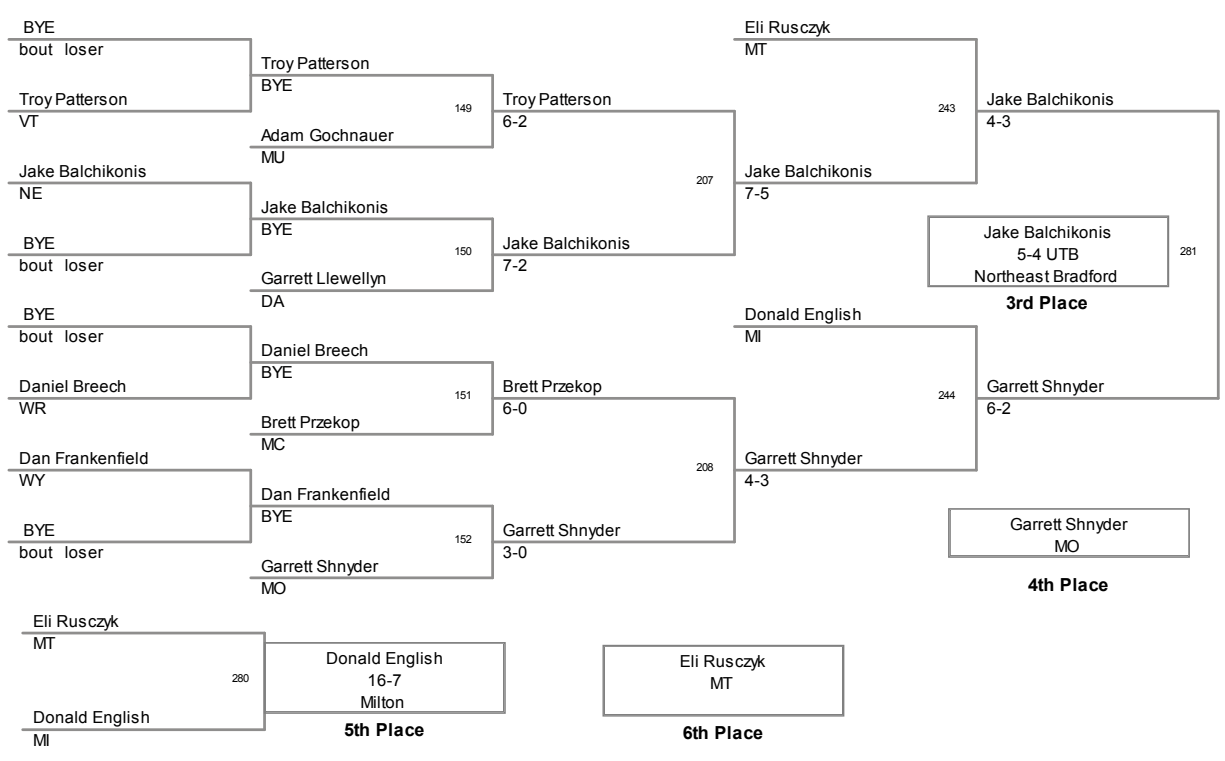 BYE
bout loser
Troy Patterson
VT
Jake Balchikonis
NE
BYE
bout loser
BYE
bout loser
Daniel Breech
WR
Dan Frankenfield
WY
BYE
bout loser
Troy Patterson
BYE
149
Adam Gochnauer
MU
Jake Balchikonis
BYE
150
Garrett Llewellyn
DA
Daniel Breech
BYE
151
Brett Przekop
MC
Dan Frankenfield
BYE
152
Garrett Shnyder
MO
Troy Patterson
6-2
207
Jake Balchikonis
7-2
Brett Przekop
6-0
208
Garrett Shnyder
3-0
Eli Rusczyk
MT
243
Jake Balchikonis
7-5
Donald English
MI
244
Garrett Shnyder
4-3
Jake Balchikonis
4-3
Jake Balchikonis
5-4 UTB
Northeast Bradford
281
3rd Place
Garrett Shnyder
6-2
Garrett Shnyder
MO
4th Place
Eli Rusczyk
MT
280
Donald English
MI
Donald English
16-7
Milton
5th Place
Eli Rusczyk
MT
6th Place